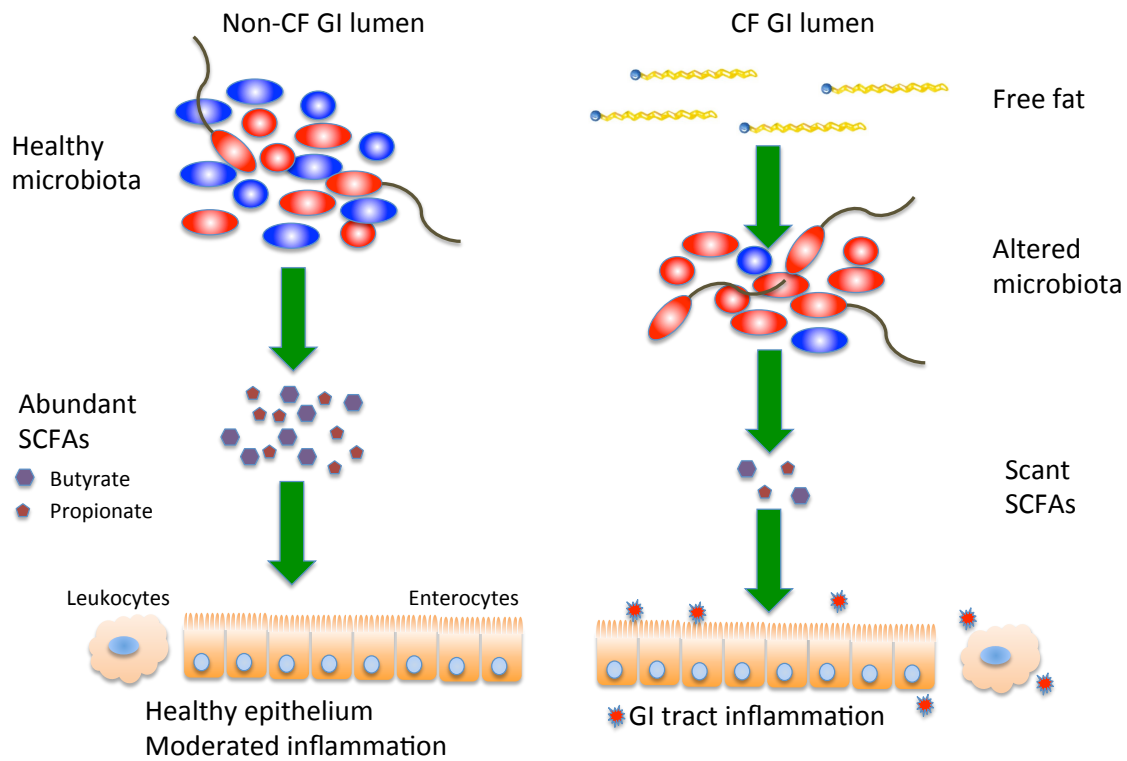 Non-CF GI lumen
CF GI lumen
Free fat
Healthy
microbiota
Altered
microbiota
Abundant
SCFAs
Butyrate
Propionate
Scant
SCFAs
Leukocytes
Enterocytes
Healthy epithelium
Moderated inflammation
GI tract inflammation